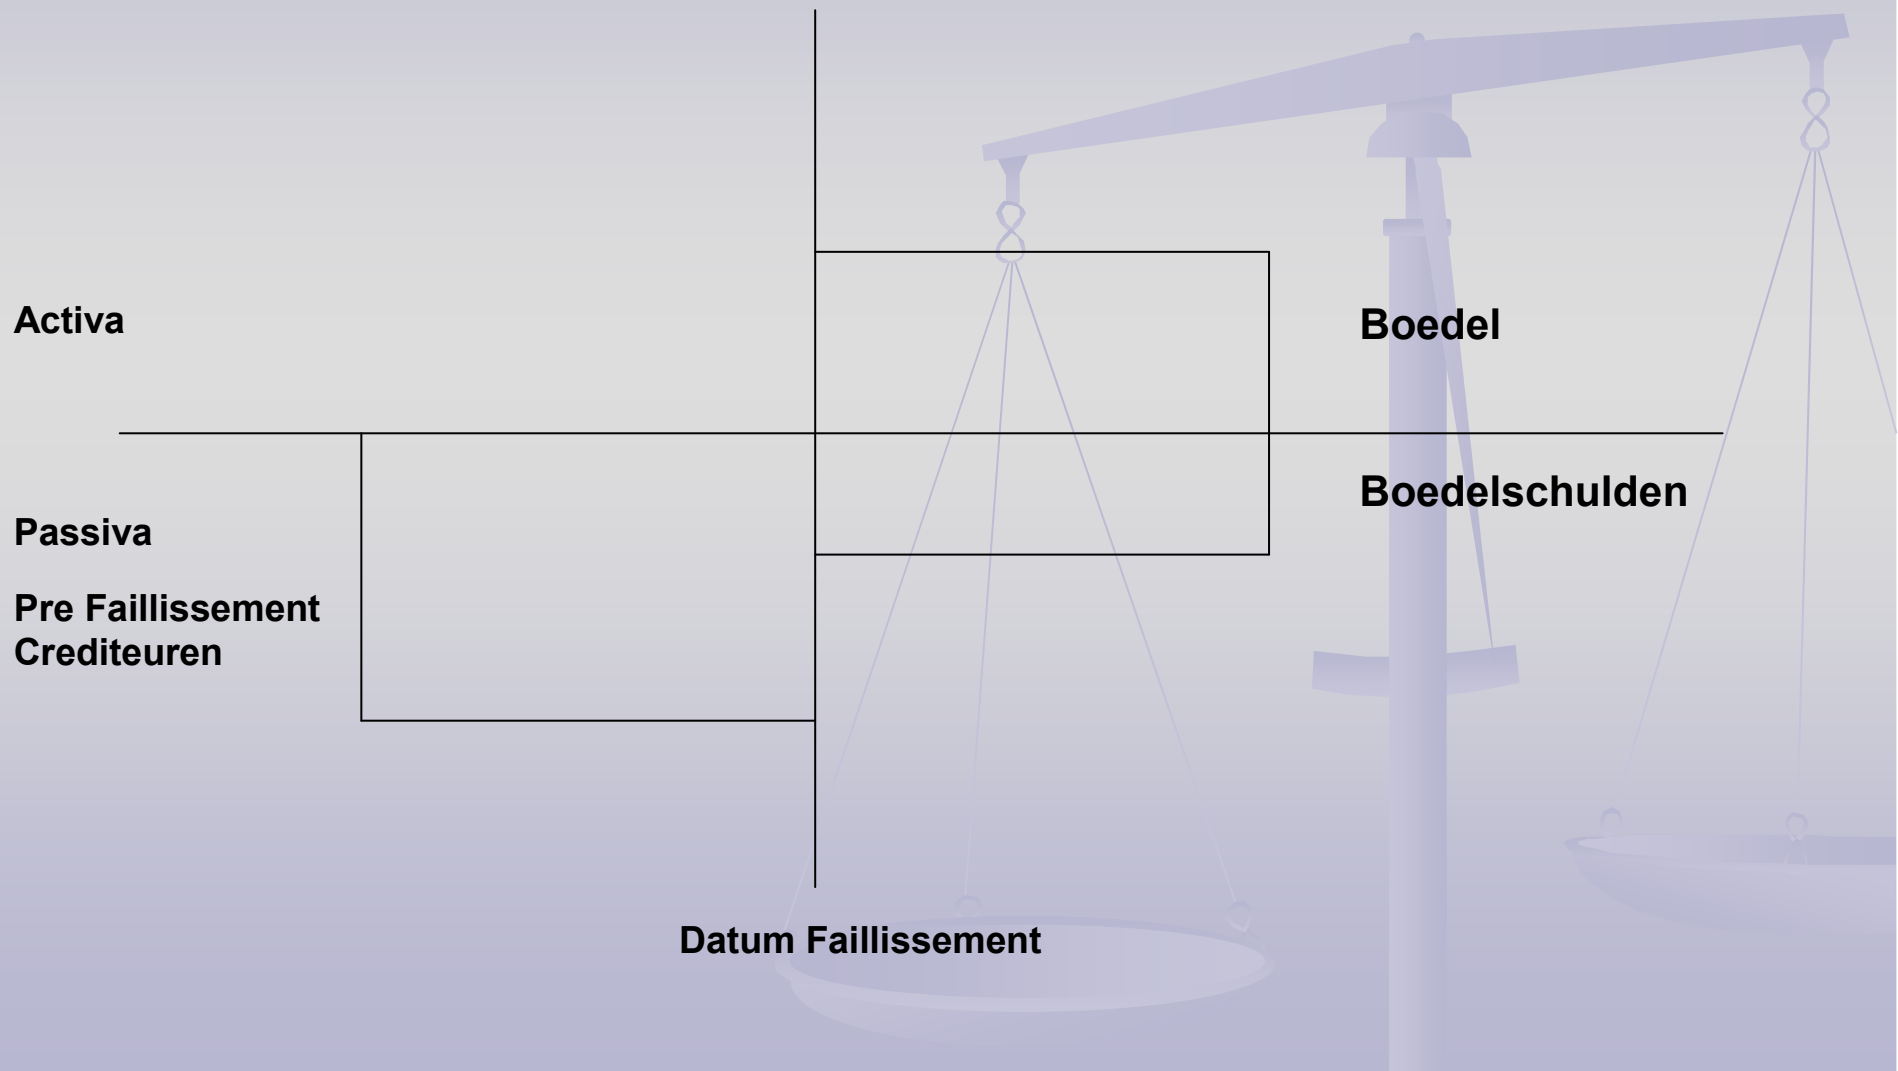 Activa
Boedel
Boedelschulden
Passiva
Pre Faillissement
Crediteuren
Datum Faillissement